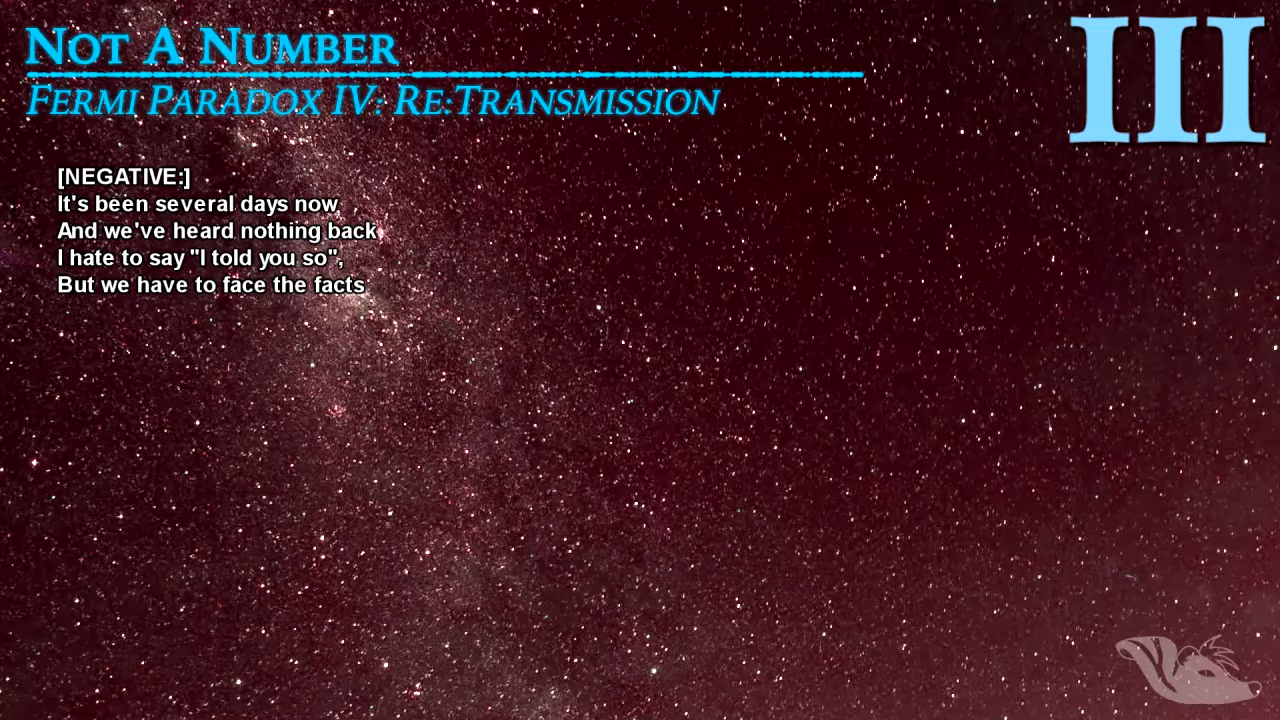 Not A Number
III
Fermi Paradox IV: Re:Transmission
[NEGATIVE:]
It's been several days now
And we've heard nothing back
I hate to say "I told you so",
But we have to face the facts